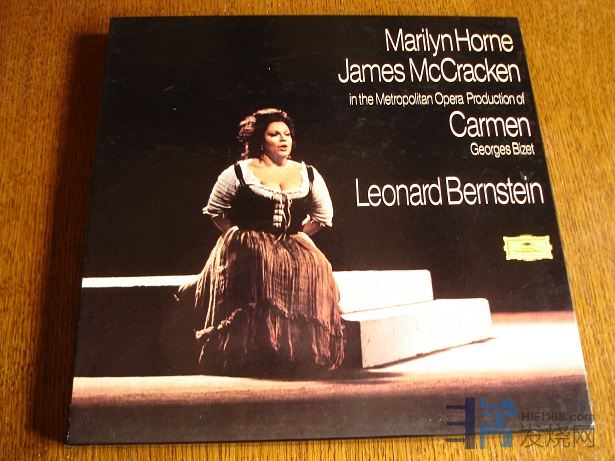 Marilyn Horne
James McCracken
in the Metropolitan Opera Production of
Carmen
Georges Bizet
Leonard Bernstein
HIFI168.com
发烧网